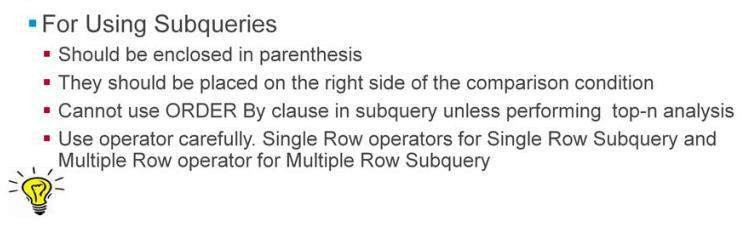 For Using Subqueries
Should be enclosed in parenthesis
They should be placed on the right side of the comparison condition
Cannot use ORDER By clause in subquery unless performing top-n analysis
Use operator carefully. Single Row operators for Single Row Subquery and
Multiple Row operator for Multiple Row Subquery